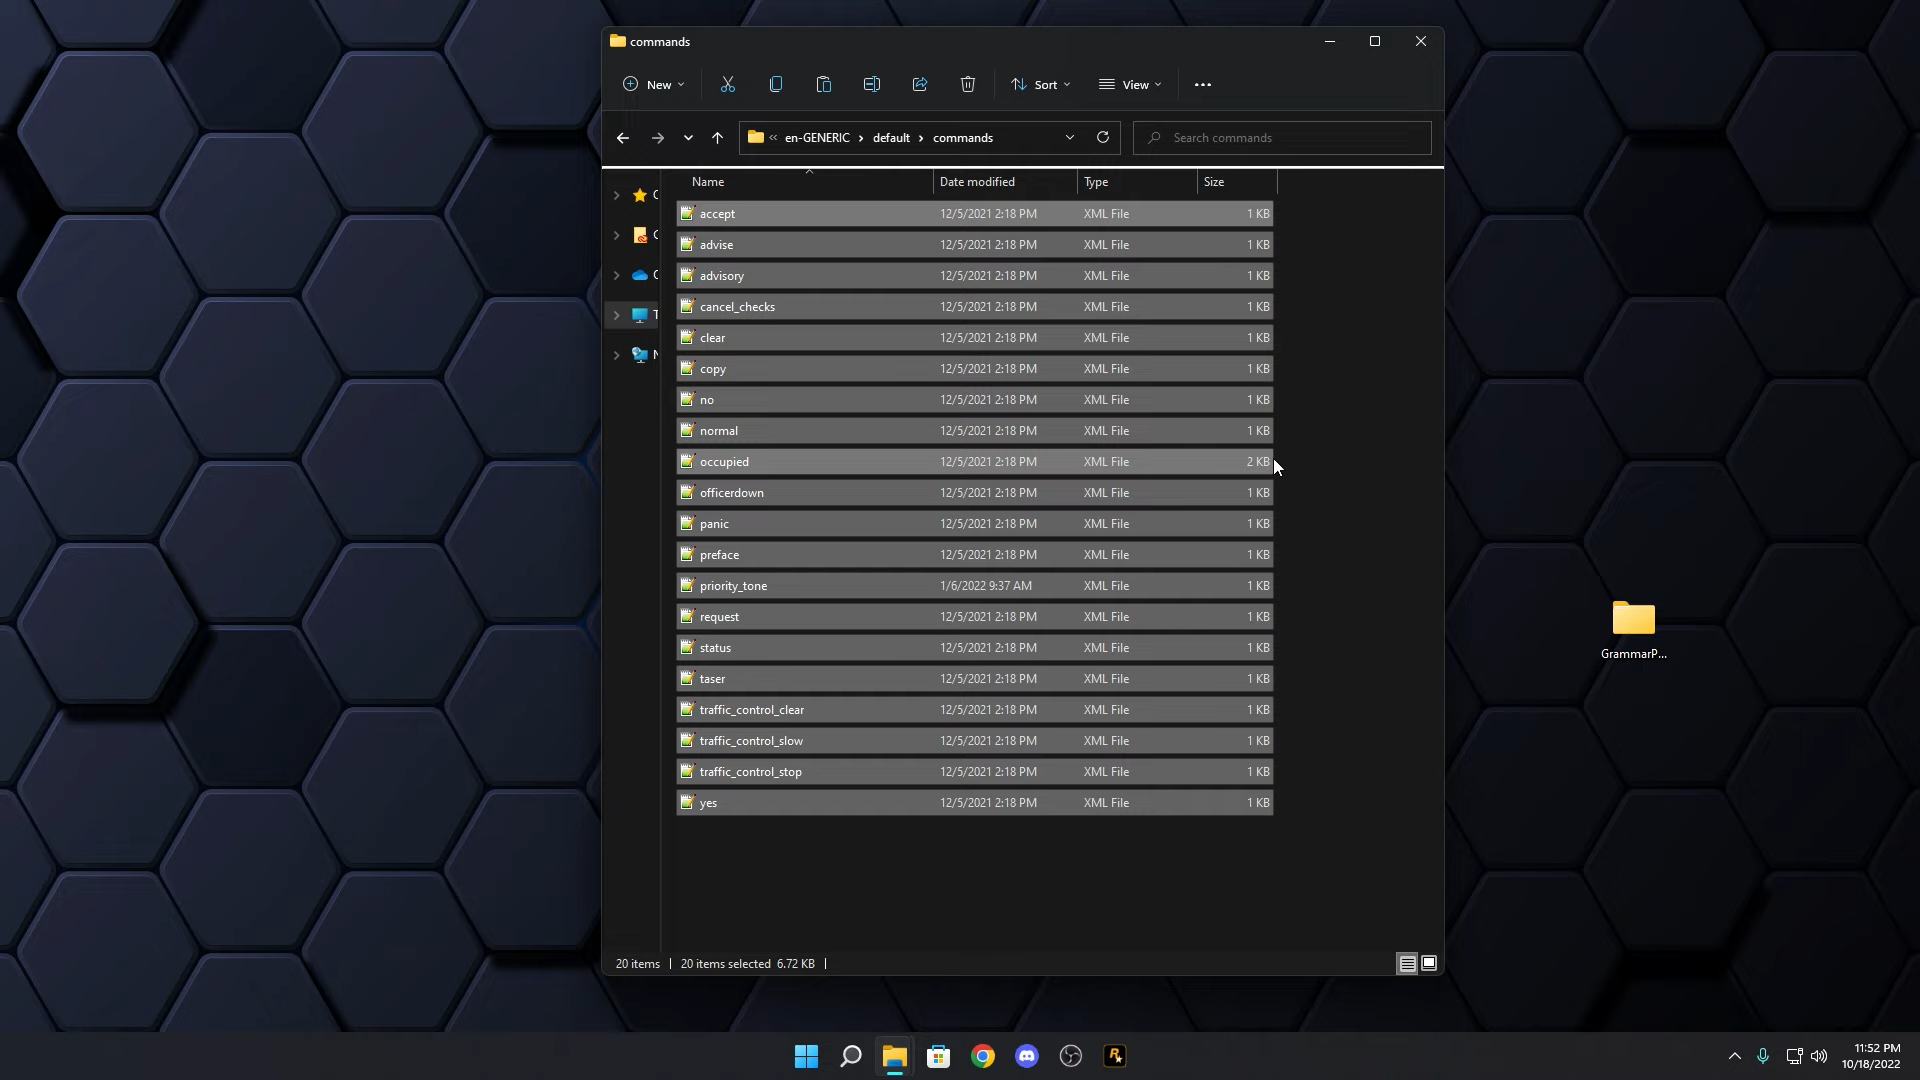 commands
New
Sort
View
« en-GENERIC › default › commands
Search commands
Name Date modified Type Size
accept 12/5/2021 2:18 PM XML File 1 KB
advise 12/5/2021 2:18 PM XML File 1 KB
advisory 12/5/2021 2:18 PM XML File 1 KB
cancel_checks 12/5/2021 2:18 PM XML File 1 KB
clear 12/5/2021 2:18 PM XML File 1 KB
copy 12/5/2021 2:18 PM XML File 1 KB
no 12/5/2021 2:18 PM XML File 1 KB
normal 12/5/2021 2:18 PM XML File 1 KB
occupied 12/5/2021 2:18 PM XML File 2 KB
officerdown 12/5/2021 2:18 PM XML File 1 KB
panic 12/5/2021 2:18 PM XML File 1 KB
preface 12/5/2021 2:18 PM XML File 1 KB
priority_tone 1/6/2022 9:37 AM XML File 1 KB
request 12/5/2021 2:18 PM XML File 1 KB
status 12/5/2021 2:18 PM XML File 1 KB
taser 12/5/2021 2:18 PM XML File 1 KB
traffic_control_clear 12/5/2021 2:18 PM XML File 1 KB
traffic_control_slow 12/5/2021 2:18 PM XML File 1 KB
traffic_control_stop 12/5/2021 2:18 PM XML File 1 KB
yes 12/5/2021 2:18 PM XML File 1 KB
20 items | 20 items selected 6.72 KB |
GrammarP...
11:52 PM
10/18/2022